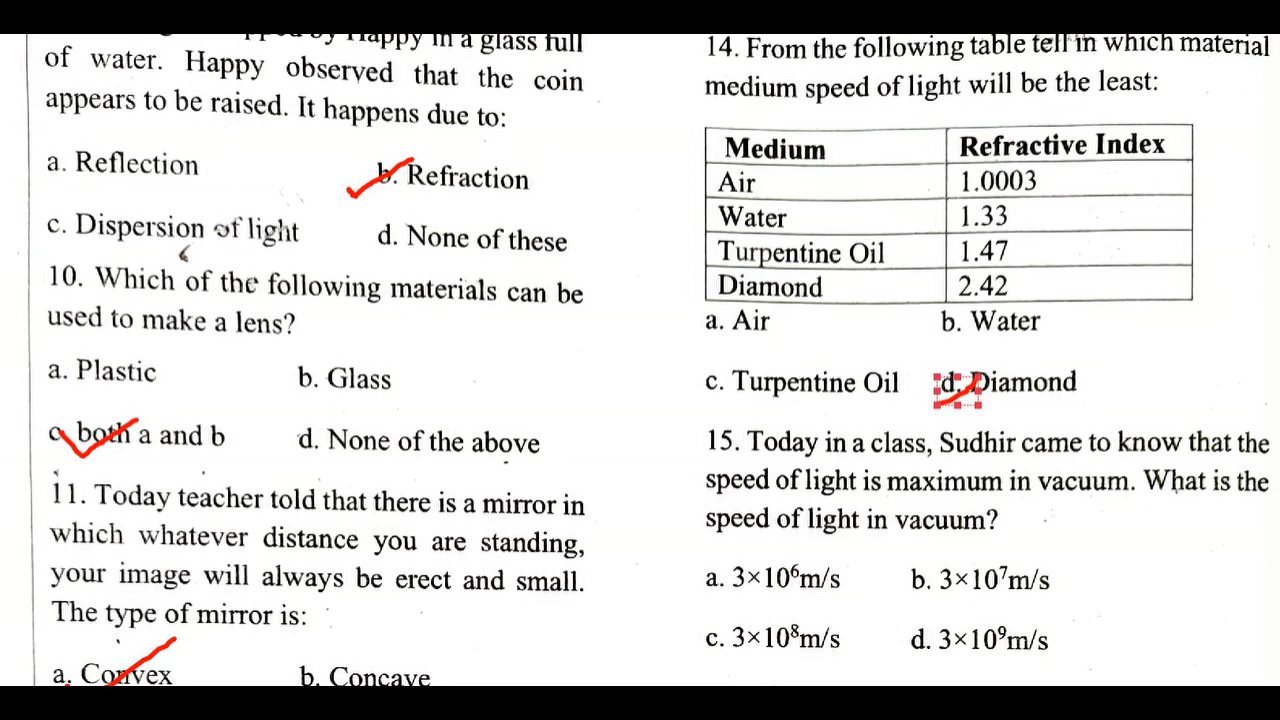 by Happy in a glass full
of water. Happy observed that the coin
appears to be raised. It happens due to:
a. Reflection
b. Refraction
c. Dispersion of light
d. None of these
10. Which of the following materials can be
used to make a lens?
a. Plastic
b. Glass
c. both a and b
d. None of the above
11. Today teacher told that there is a mirror in
which whatever distance you are standing,
your image will always be erect and small.
The type of mirror is:
a. Convex
b. Concave
14. From the following table tell in which material
medium speed of light will be the least:
Medium Refractive Index
Air 1.0003
Water 1.33
Turpentine Oil 1.47
Diamond 2.42
a. Air
b. Water
c. Turpentine Oil
d. Diamond
15. Today in a class, Sudhir came to know that the
speed of light is maximum in vacuum. What is the
speed of light in vacuum?
a. 3×10⁶m/s
b. 3×10⁷m/s
c. 3×10⁸m/s
d. 3×10⁹m/s